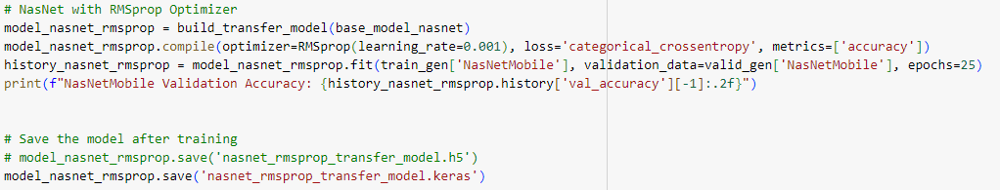 # NasNet with RMSprop Optimizer
model_nasnet_rmsprop = build_transfer_model(base_model_nasnet)
model_nasnet_rmsprop.compile(optimizer=RMSprop(learning_rate=0.001), loss='categorical_crossentropy', metrics=['accuracy'])
history_nasnet_rmsprop = model_nasnet_rmsprop.fit(train_gen['NasNetMobile'], validation_data=valid_gen['NasNetMobile'], epochs=25)
print(f"NasNetMobile Validation Accuracy: {history_nasnet_rmsprop.history['val_accuracy'][-1]:.2f}")
# Save the model after training
# model_nasnet_rmsprop.save('nasnet_rmsprop_transfer_model.h5')
model_nasnet_rmsprop.save('nasnet_rmsprop_transfer_model.keras')